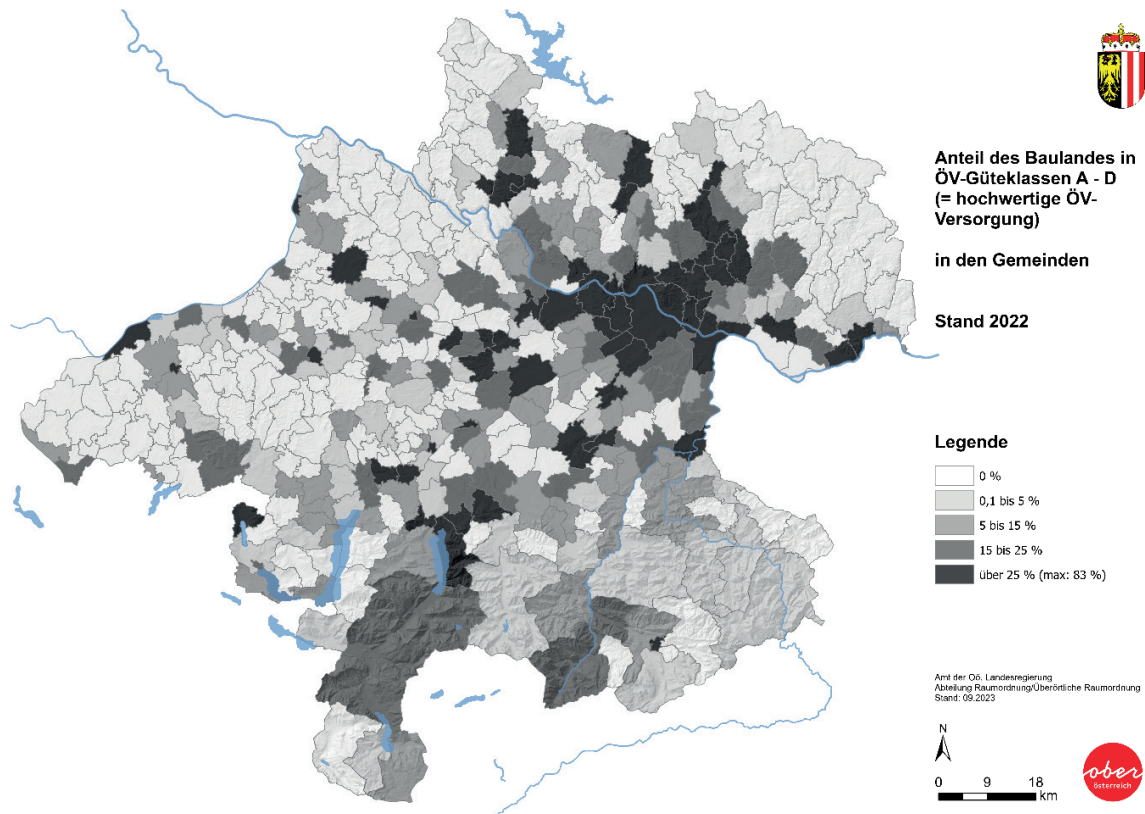 Anteil des Baulandes in
ÖV-Güteklassen A - D
(= hochwertige ÖV-
Versorgung)
in den Gemeinden
Stand 2022
Legende
0 %
0,1 bis 5 %
5 bis 15 %
15 bis 25 %
über 25 % (max: 83 %)
Amt der Oö. Landesregierung
Abteilung Raumordnung/Überörtliche Raumordnung
Stand: 09.2023
N
0 9 18
km
ober
österreich